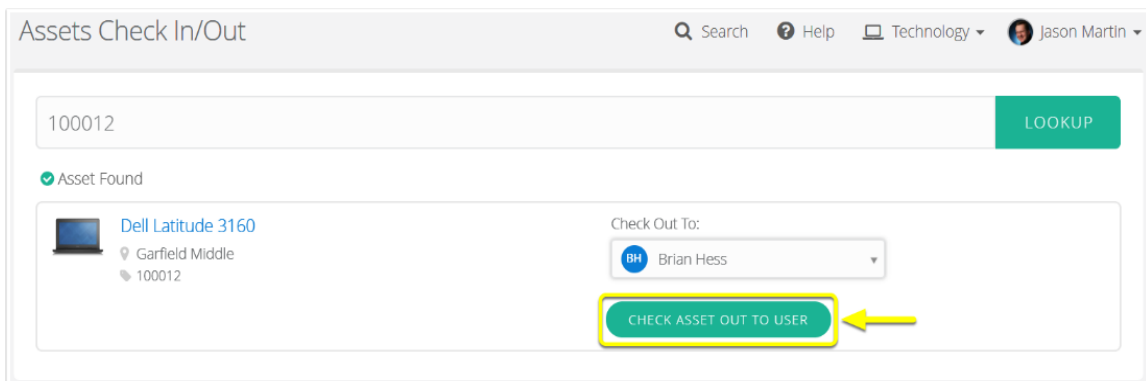 Assets Check In/Out
Search Help Technology Jason Martin
100012 LOOKUP
Asset Found
Dell Latitude 3160
Garfield Middle
100012
Check Out To:
BH Brian Hess
CHECK ASSET OUT TO USER